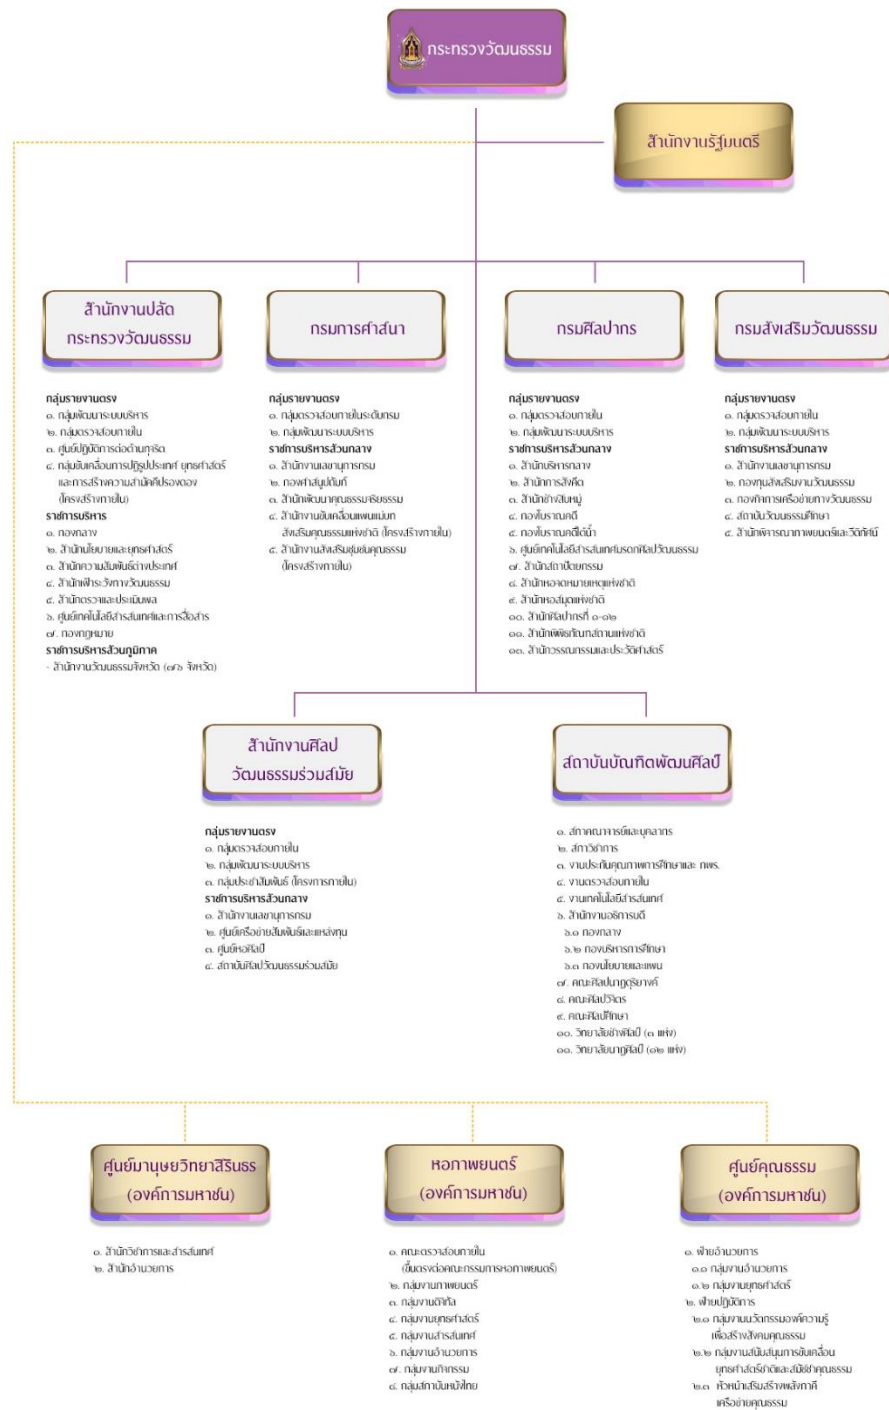 กระทรวงวัฒนธรรม
สำนักงานรัฐมนตรี
สำนักงานปลัด
กระทรวงวัฒนธรรม
กลุ่มรายงานตรง
๑. กลุ่มพัฒนาระบบบริหาร
๒. กลุ่มตรวจสอบภายใน
๓. ศูนย์ปฏิบัติการต่อต้านทุจริต
๔. กลุ่มขับเคลื่อนการปฏิรูปประเทศ ยุทธศาสตร์
และการสร้างความสามัคคีปรองดอง
(โครงสร้างภายใน)
ราชการบริหาร
๑. กองกลาง
๒. สำนักนโยบายและยุทธศาสตร์
๓. สำนักความสัมพันธ์ต่างประเทศ
๔. สำนักเฝ้าระวังทางวัฒนธรรม
๕. สำนักตรวจและประเมินผล
๖. ศูนย์เทคโนโลยีสารสนเทศและการสื่อสาร
๗. กองกฎหมาย
ราชการบริหารส่วนภูมิภาค
- สำนักงานวัฒนธรรมจังหวัด (๗๖ จังหวัด)
กรมการศาสนา
กลุ่มรายงานตรง
๑. กลุ่มตรวจสอบภายในระดับกรม
๒. กลุ่มพัฒนาระบบบริหาร
ราชการบริหารส่วนกลาง
๑. สำนักงานเลขานุการกรม
๒. กองศาสนูปถัมภ์
๓. สำนักพัฒนาคุณธรรมจริยธรรม
๔. สำนักงานขับเคลื่อนแผนแม่บท
ส่งเสริมคุณธรรมแห่งชาติ (โครงสร้างภายใน)
๕. สำนักงานส่งเสริมชุมชนคุณธรรม
(โครงสร้างภายใน)
กรมศิลปากร
กลุ่มรายงานตรง
๑. กลุ่มตรวจสอบภายใน
๒. กลุ่มพัฒนาระบบบริหาร
ราชการบริหารส่วนกลาง
๑. สำนักบริหารกลาง
๒. สำนักการสังคีต
๓. สำนักช่างสิบหมู่
๔. กองโบราณคดี
๕. กองโบราณคดีใต้น้ำ
๖. ศูนย์เทคโนโลยีสารสนเทศมรดกศิลปวัฒนธรรม
๗. สำนักสถาปัตยกรรม
๘. สำนักหอจดหมายเหตุแห่งชาติ
๙. สำนักหอสมุดแห่งชาติ
๑๐. สำนักศิลปากรที่ ๑-๑๒
๑๑. สำนักพิพิธภัณฑสถานแห่งชาติ
๑๓. สำนักวรรณกรรมและประวัติศาสตร์
กรมส่งเสริมวัฒนธรรม
กลุ่มรายงานตรง
๑. กลุ่มตรวจสอบภายใน
๒. กลุ่มพัฒนาระบบบริหาร
ราชการบริหารส่วนกลาง
๑. สำนักงานเลขานุการกรม
๒. กองทุนส่งเสริมงานวัฒนธรรม
๓. กองกิจการเครือข่ายทางวัฒนธรรม
๔. สถาบันวัฒนธรรมศึกษา
๕. สำนักพิจารณาภาพยนตร์และวีดิทัศน์
สำนักงานศิลป
วัฒนธรรมร่วมสมัย
กลุ่มรายงานตรง
๑. กลุ่มตรวจสอบภายใน
๒. กลุ่มพัฒนาระบบบริหาร
๓. กลุ่มประชาสัมพันธ์ (โครงการภายใน)
ราชการบริหารส่วนกลาง
๑. สำนักงานเลขานุการกรม
๒. ศูนย์เครือข่ายสัมพันธ์และแหล่งทุน
๓. ศูนย์หอศิลป์
๔. สถาบันศิลปวัฒนธรรมร่วมสมัย
สถาบันบัณฑิตพัฒนศิลป์
๑. สภาคณาจารย์และบุคลากร
๒. สภาวิชาการ
๓. งานประกันคุณภาพการศึกษาและ กพร.
๔. งานตรวจสอบภายใน
๕. งานเทคโนโลยีสารสนเทศ
๖. สำนักงานอธิการบดี
๖.๑ กองกลาง
๖.๒ กองบริหารการศึกษา
๖.๓ กองนโยบายและแผน
๗. คณะศิลปนาฏดุริยางค์
๘. คณะศิลปวิจิตร
๙. คณะศิลปศึกษา
๑๐. วิทยาลัยช่างศิลป์ (๓ แห่ง)
๑๑. วิทยาลัยนาฏศิลป์ (๑๒ แห่ง)
ศูนย์มานุษยวิทยาสิรินธร
(องค์การมหาชน)
๑. สำนักวิชาการและสารสนเทศ
๒. สำนักอำนวยการ
หอภาพยนตร์
(องค์การมหาชน)
๑. คณะตรวจสอบภายใน
(ขึ้นตรงต่อคณะกรรมการหอภาพยนตร์)
๒. กลุ่มงานภาพยนตร์
๓. กลุ่มงานดิจิทัล
๔. กลุ่มงานยุทธศาสตร์
๕. กลุ่มงานสารสนเทศ
๖. กลุ่มงานอำนวยการ
๗. กลุ่มงานกิจกรรม
๘. กลุ่มสถาบันหนังไทย
ศูนย์คุณธรรม
(องค์การมหาชน)
๑. ฝ่ายอำนวยการ
๑.๑ กลุ่มงานอำนวยการ
๑.๒ กลุ่มงานยุทธศาสตร์
๒. ฝ่ายปฏิบัติการ
๒.๑ กลุ่มงานนวัตกรรมองค์ความรู้
เพื่อสร้างสังคมคุณธรรม
๒.๒ กลุ่มงานสนับสนุนการขับเคลื่อน
ยุทธศาสตร์ชาติและสมัชชาคุณธรรม
๒.๓ หัวหน้าเสริมสร้างพลังภาคี
เครือข่ายคุณธรรม